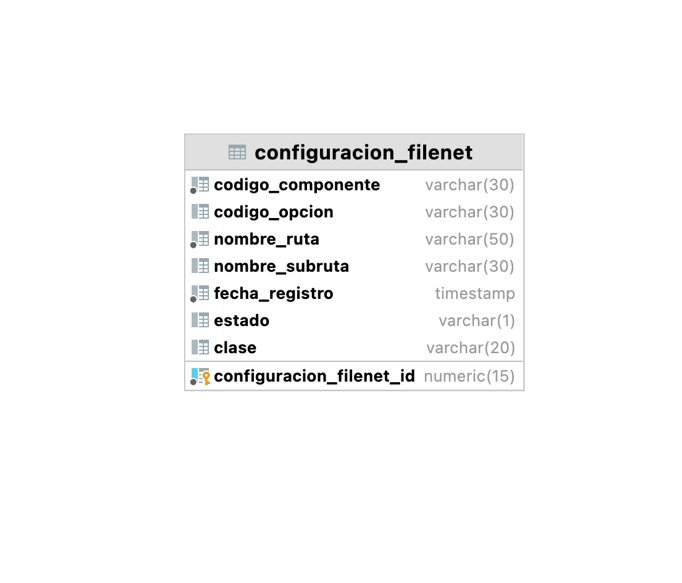 configuracion_filenet
codigo_componente varchar(30)
codigo_opcion varchar(30)
nombre_ruta varchar(50)
nombre_subruta varchar(30)
fecha_registro timestamp
estado varchar(1)
clase varchar(20)
configuracion_filenet_id numeric(15)